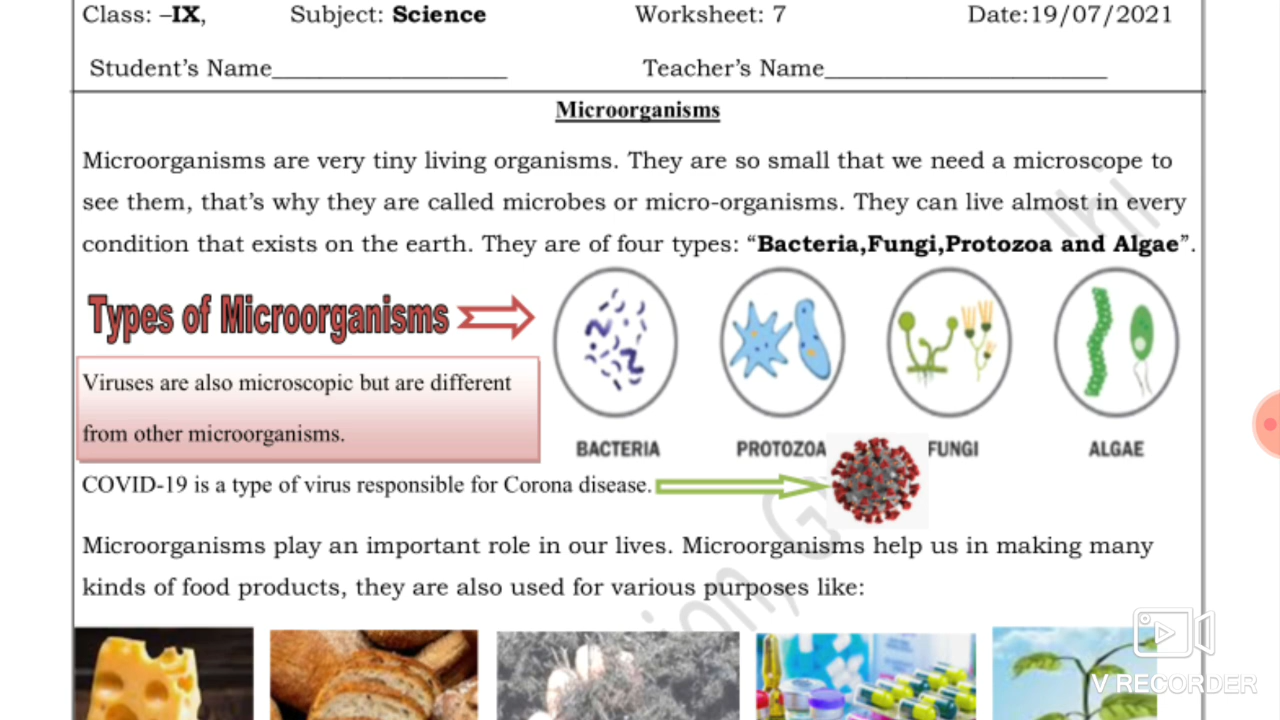 Class: –IX, Subject: Science Worksheet: 7 Date:19/07/2021
Student’s Name__________________ Teacher’s Name______________________
Microorganisms
Microorganisms are very tiny living organisms. They are so small that we need a microscope to
see them, that’s why they are called microbes or micro-organisms. They can live almost in every
condition that exists on the earth. They are of four types: “Bacteria,Fungi,Protozoa and Algae”.
Types of Microorganisms
Viruses are also microscopic but are different
from other microorganisms.
BACTERIA PROTOZOA FUNGI ALGAE
COVID-19 is a type of virus responsible for Corona disease.
Microorganisms play an important role in our lives. Microorganisms help us in making many
kinds of food products, they are also used for various purposes like:
V RECORDER